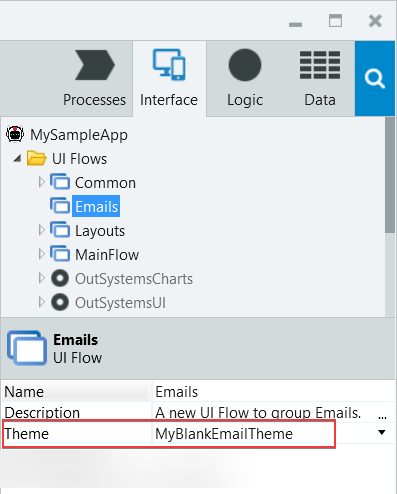 Processes Interface Logic Data
MySampleApp
UI Flows
Common
Emails
Layouts
MainFlow
OutSystemsCharts
OutSystemsUI
Emails
UI Flow
Name Emails
Description A new UI Flow to group Emails. ...
Theme MyBlankEmailTheme